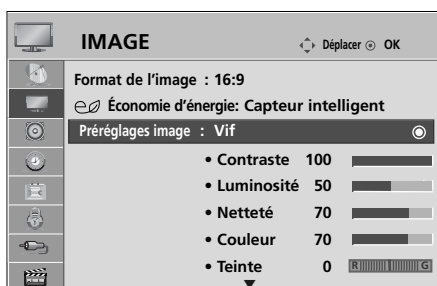 IMAGE Déplacer OK
Format de l'image : 16:9
Économie d'énergie: Capteur intelligent
Préréglages image : Vif
• Contraste 100
• Luminosité 50
• Netteté 70
• Couleur 70
• Teinte 0 R G